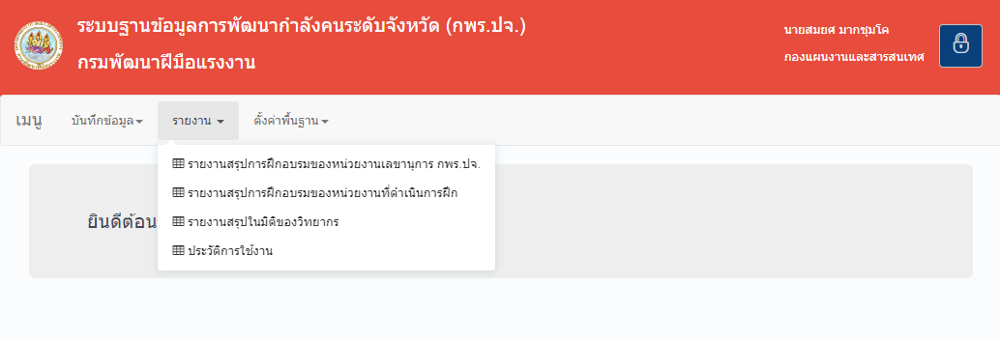 ระบบฐานข้อมูลการพัฒนากำลังคนระดับจังหวัด (กพร.ปจ.)
กรมพัฒนาฝีมือแรงงาน
นายสมยศ มากชุมโค
กองแผนงานและสารสนเทศ
เมนู บันทึกข้อมูล รายงาน ตั้งค่าพื้นฐาน
รายงานสรุปการฝึกอบรมของหน่วยงานเลขานุการ กพร.ปจ.
รายงานสรุปการฝึกอบรมของหน่วยงานที่ดำเนินการฝึก
รายงานสรุปในมิติของวิทยากร
ประวัติการใช้งาน
ยินดีต้อน